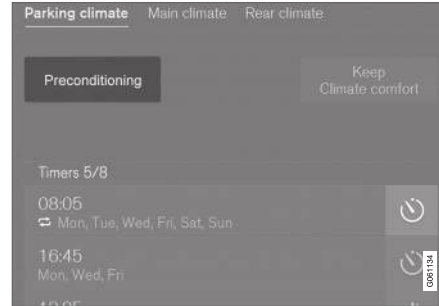 Parking climate Main climate Rear climate
Preconditioning
Keep
Climate comfort
Timers 5/8
08:05
Mon, Tue, Wed, Fri, Sat, Sun
16:45
Mon, Wed, Fri
G061134